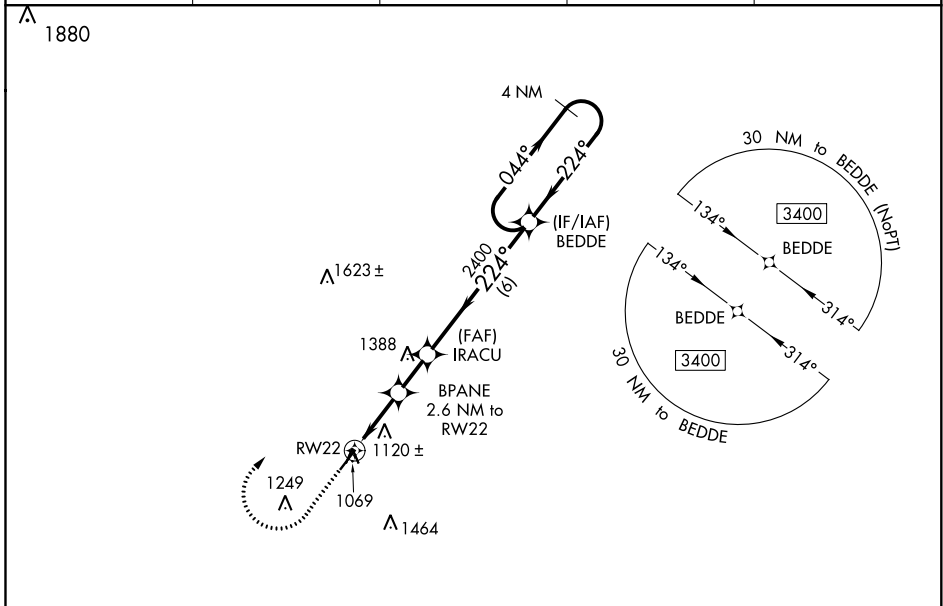 1880
4 NM
044°
224°
(IF/IAF)
BEDDE
2400
224°
(6)
1623 ±
1388
(FAF)
IRACU
BPANE
2.6 NM to
RW22
RW22
1120 ±
1249
1069
1464
30 NM to BEDDE (NoPT)
134°
3400
BEDDE
314°
134°
BEDDE
314°
3400
30 NM to BEDDE